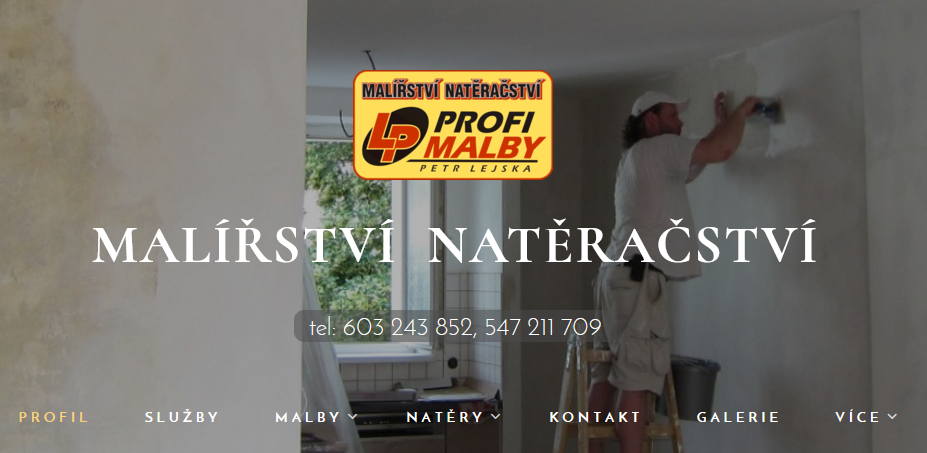 MALÍŘSTVÍ NATĚRAČSTVÍ
LP PROFI
MALBY
PETR LEJSKA
MALÍŘSTVÍ NATĚRAČSTVÍ
tel: 603 243 852, 547 211 709
PROFIL SLUŽBY MALBY NATĚRY KONTAKT GALERIE VÍCE